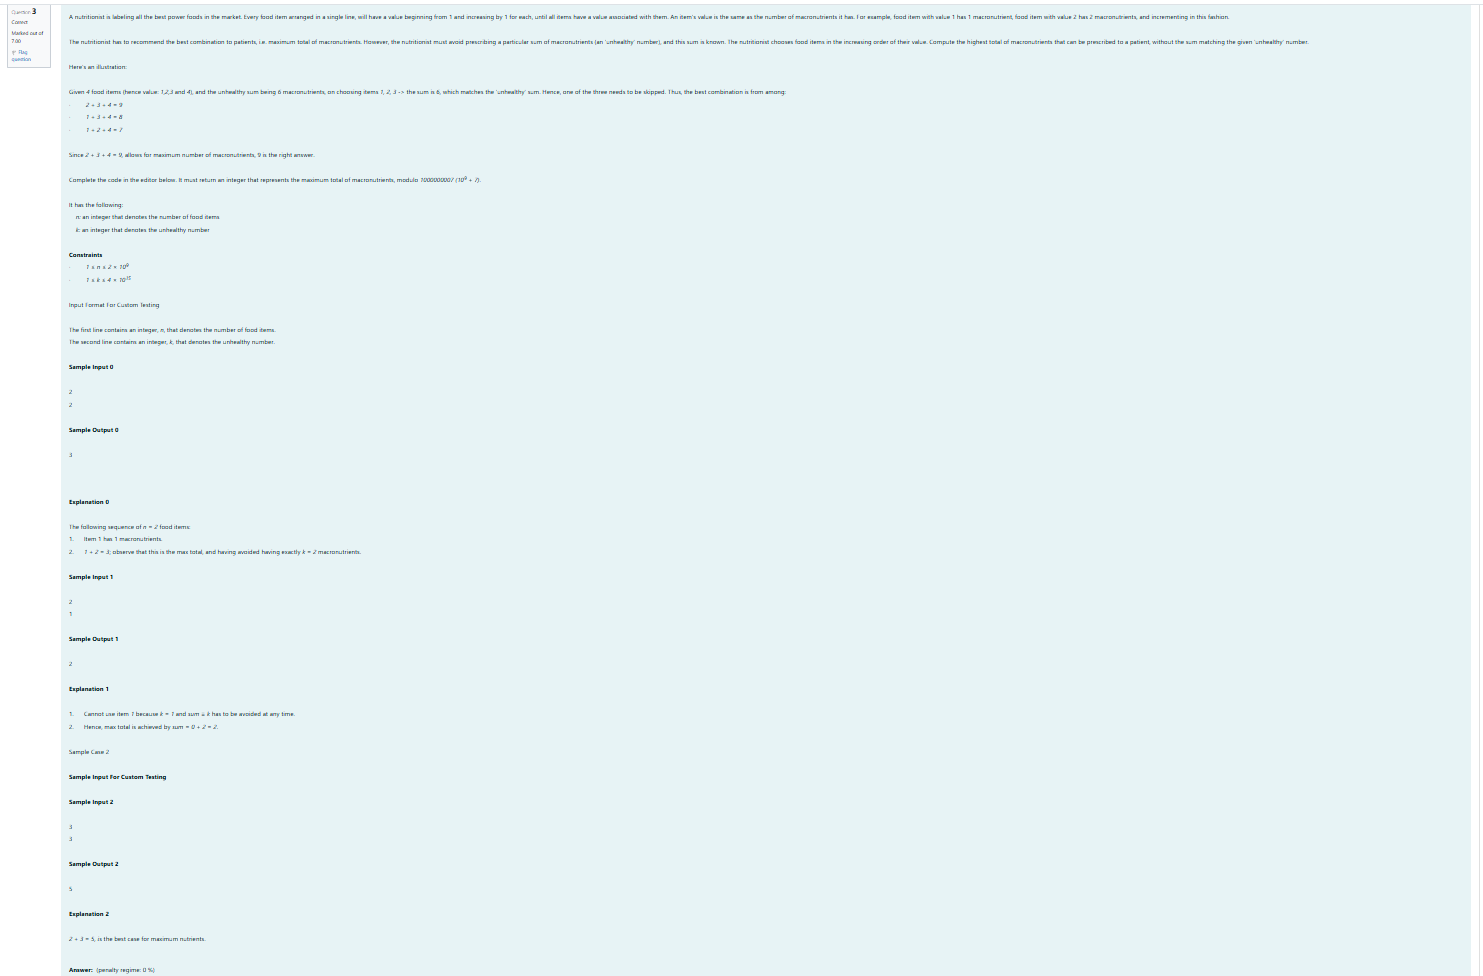 Question 3
Correct
Marked out of
7.00
Flag
question
A nutritionist is labeling all the best power foods in the market. Every food item arranged in a single line, will have a value beginning from 1 and increasing by 1 for each, until all items have a value associated with them. An item's value is the same as the number of macronutrients it has. For example, food item with value 1 has 1 macronutrient, food item with value 2 has 2 macronutrients, and incrementing in this fashion.
The nutritionist has to recommend the best combination to patients, i.e. maximum total of macronutrients. However, the nutritionist must avoid prescribing a particular sum of macronutrients (an 'unhealthy' number), and this sum is known. The nutritionist chooses food items in the increasing order of their value. Compute the highest total of macronutrients that can be prescribed to a patient, without the sum matching the given 'unhealthy' number.
Here's an illustration:
Given 4 food items (hence value: 1,2,3 and 4), and the unhealthy sum being 6 macronutrients, on choosing items 1, 2, 3 -> the sum is 6, which matches the 'unhealthy' sum. Hence, one of the three needs to be skipped. Thus, the best combination is from among:
· 2 + 3 + 4 = 9
· 1 + 3 + 4 = 8
· 1 + 2 + 4 = 7
Since 2 + 3 + 4 = 9, allows for maximum number of macronutrients, 9 is the right answer.
Complete the code in the editor below. It must return an integer that represents the maximum total of macronutrients, modulo 1000000007 (10⁹ + 7).
It has the following:
n: an integer that denotes the number of food items
k: an integer that denotes the unhealthy number
Constraints
· 1 ≤ n ≤ 2 × 10⁹
· 1 ≤ k ≤ 4 × 10¹⁵
Input Format For Custom Testing
The first line contains an integer, n, that denotes the number of food items.
The second line contains an integer, k, that denotes the unhealthy number.
Sample Input 0
2
2
Sample Output 0
3
Explanation 0
The following sequence of n = 2 food items:
1. Item 1 has 1 macronutrients.
2. 1 + 2 = 3; observe that this is the max total, and having avoided having exactly k = 2 macronutrients.
Sample Input 1
2
1
Sample Output 1
2
Explanation 1
1. Cannot use item 1 because k = 1 and sum ≡ k has to be avoided at any time.
2. Hence, max total is achieved by sum = 0 + 2 = 2.
Sample Case 2
Sample Input For Custom Testing
Sample Input 2
3
3
Sample Output 2
5
Explanation 2
2 + 3 = 5, is the best case for maximum nutrients.
Answer: (penalty regime: 0 %)